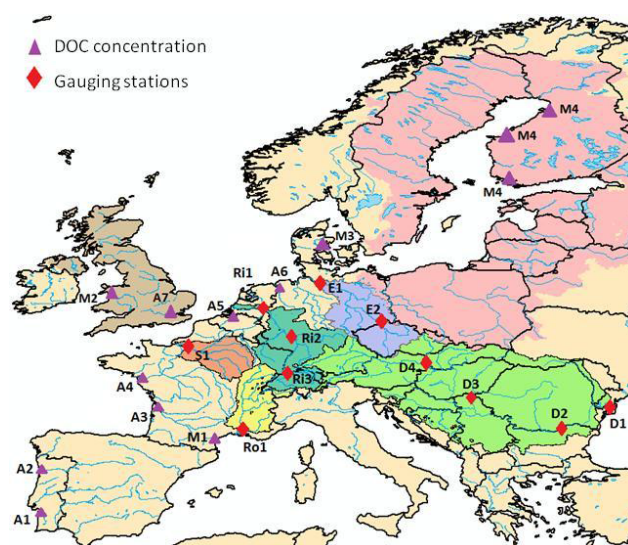 DOC concentration
Gauging stations
M4
M4
M4
M3
Ri1
A6
E1
M2
A7
A5
E2
S1
Ri2
D4
Ri3
D3
A4
A3
D2
D1
M1
Ro1
A2
A1